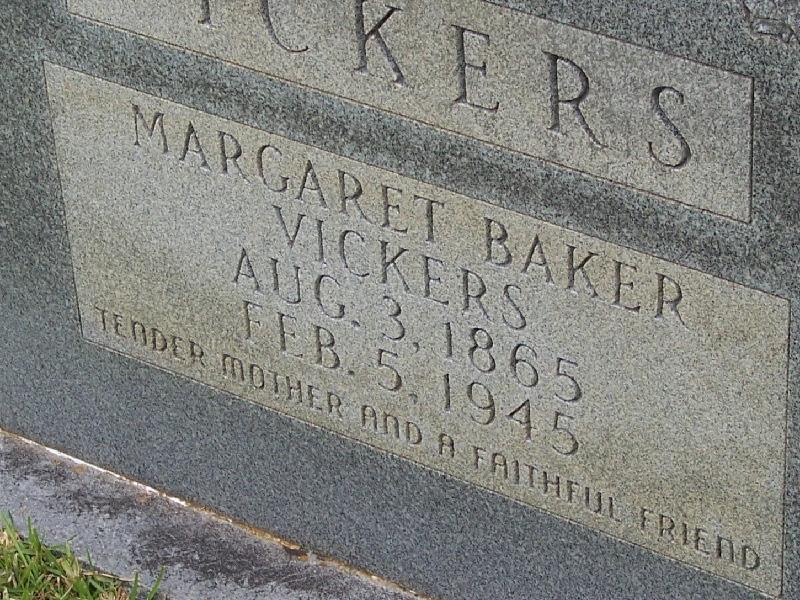 ICKERS
MARGARET BAKER
VICKERS
AUG. 3, 1865
FEB. 5, 1945
TENDER MOTHER AND A FAITHFUL FRIEND